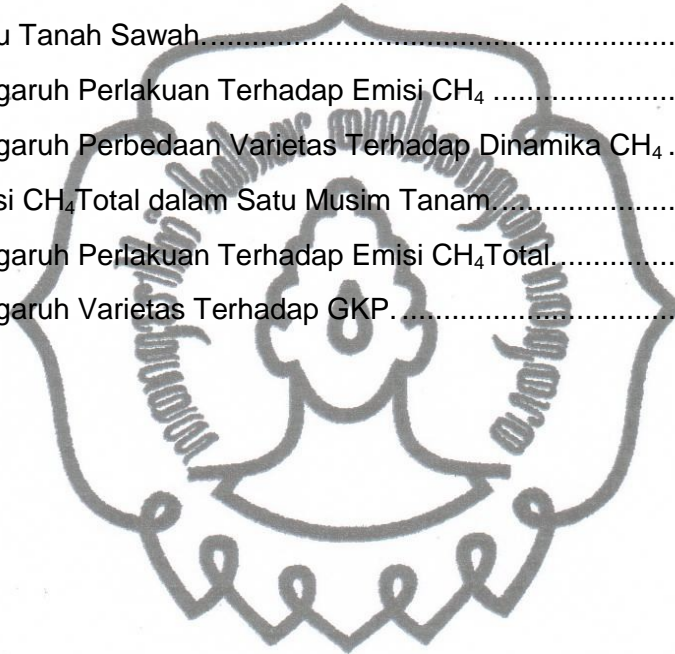 u Tanah Sawah..............................................................
garuh Perlakuan Terhadap Emisi CH₄ .......................
garuh Perbedaan Varietas Terhadap Dinamika CH₄ .
si CH₄Total dalam Satu Musim Tanam.......................
garuh Perlakuan Terhadap Emisi CH₄Total................
garuh Varietas Terhadap GKP....................................